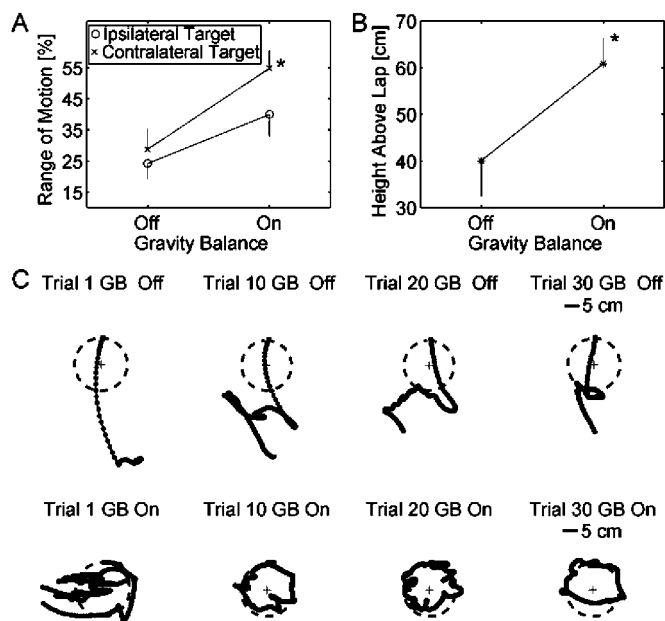 A
Ipsilateral Target
Contralateral Target
Range of Motion [%]
55
45
35
25
15
*
Off On
Gravity Balance
B
Height Above Lap [cm]
70
60
50
40
30
*
Off On
Gravity Balance
C
Trial 1 GB Off Trial 10 GB Off Trial 20 GB Off Trial 30 GB Off
5 cm
Trial 1 GB On Trial 10 GB On Trial 20 GB On Trial 30 GB On
5 cm